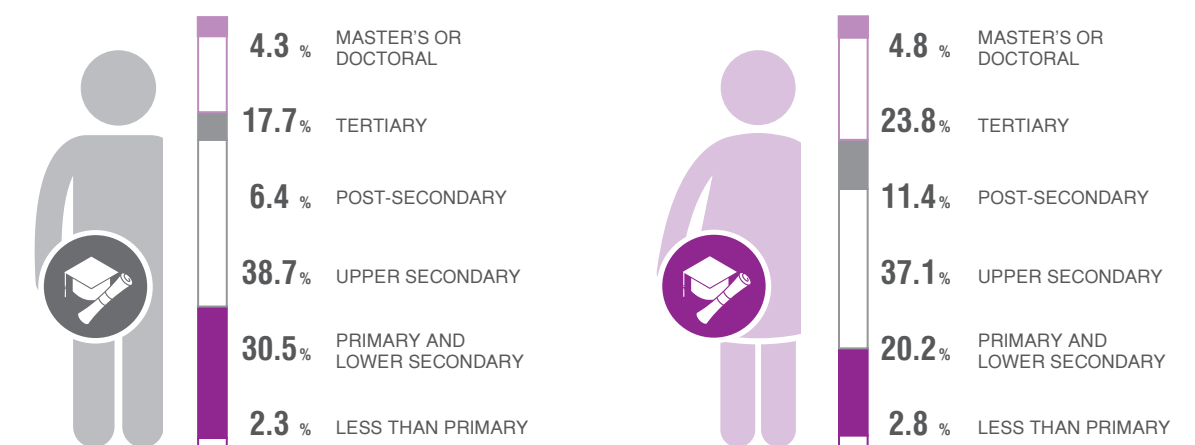 4.3 % MASTER'S OR
DOCTORAL
17.7% TERTIARY
6.4 % POST-SECONDARY
38.7% UPPER SECONDARY
30.5% PRIMARY AND
LOWER SECONDARY
2.3 % LESS THAN PRIMARY
4.8 % MASTER'S OR
DOCTORAL
23.8% TERTIARY
11.4% POST-SECONDARY
37.1% UPPER SECONDARY
20.2% PRIMARY AND
LOWER SECONDARY
2.8 % LESS THAN PRIMARY